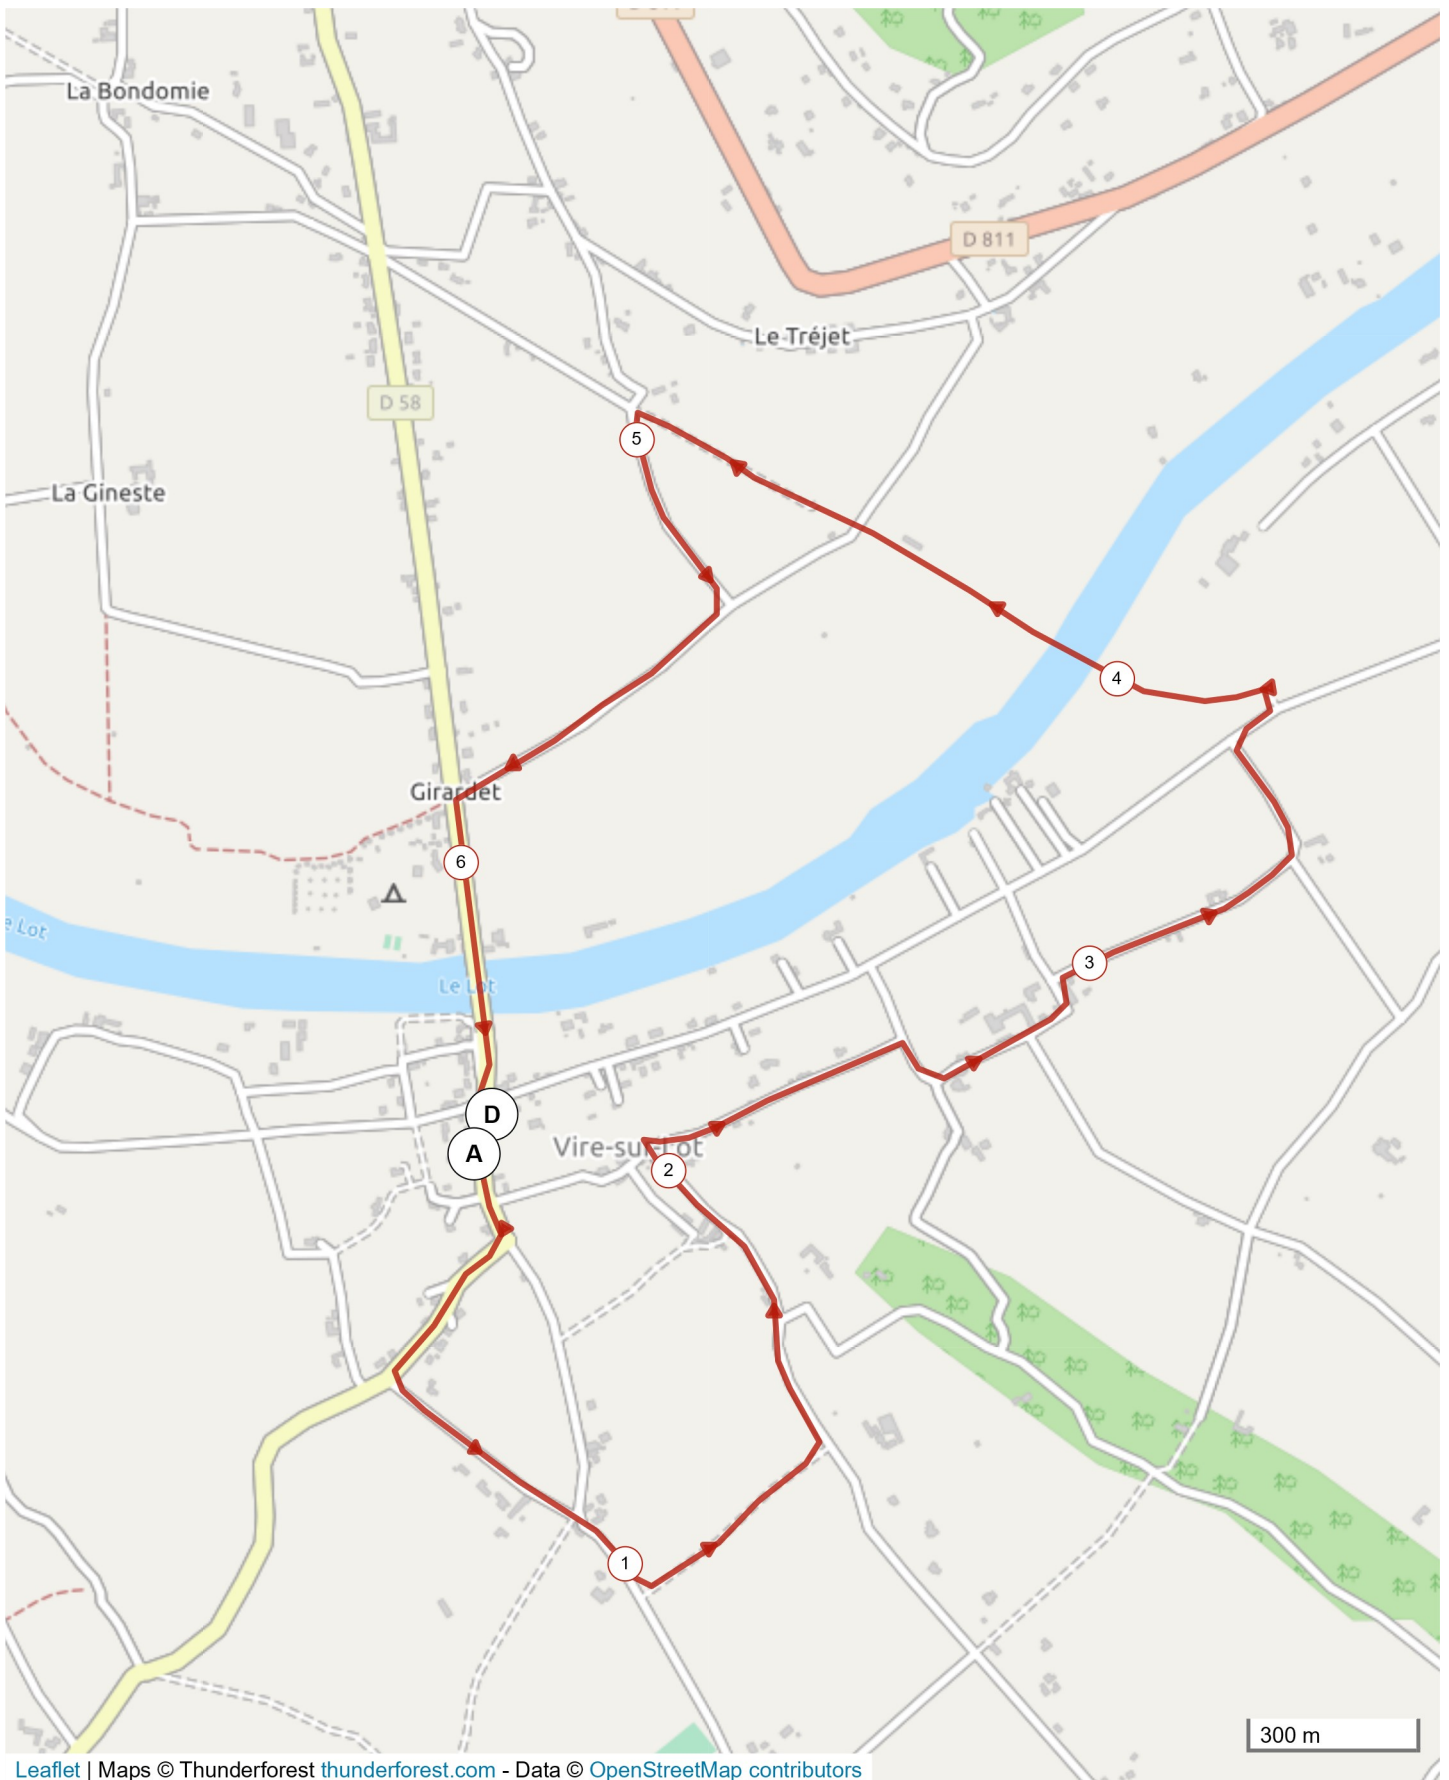 La Bondomie
D 811
Le Tréjet
D 58
5
La Gineste
4
Girardet
6
Le Lot
3
Le Lot
D
A
Vire-sur-Lot
2
1
300 m
Leaflet | Maps © Thunderforest thunderforest.com - Data © OpenStreetMap contributors